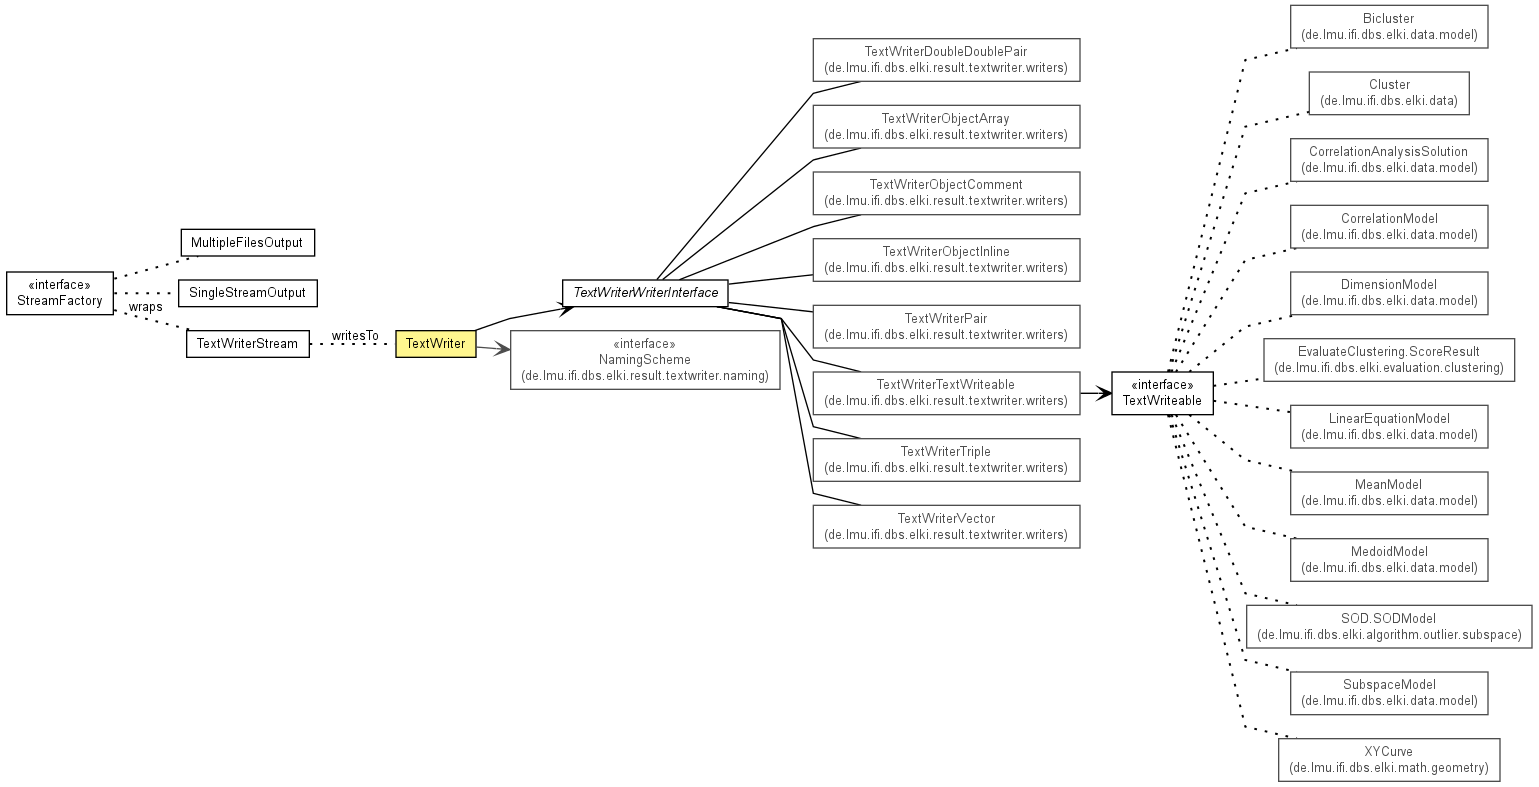 «interface»
StreamFactory
MultipleFilesOutput
SingleStreamOutput
wraps
TextWriterStream
writesTo
TextWriter
TextWriterWriterInterface
«interface»
NamingScheme
(de.lmu.ifi.dbs.elki.result.textwriter.naming)
TextWriterDoubleDoublePair
(de.lmu.ifi.dbs.elki.result.textwriter.writers)
TextWriterObjectArray
(de.lmu.ifi.dbs.elki.result.textwriter.writers)
TextWriterObjectComment
(de.lmu.ifi.dbs.elki.result.textwriter.writers)
TextWriterObjectInline
(de.lmu.ifi.dbs.elki.result.textwriter.writers)
TextWriterPair
(de.lmu.ifi.dbs.elki.result.textwriter.writers)
TextWriterTextWriteable
(de.lmu.ifi.dbs.elki.result.textwriter.writers)
TextWriterTriple
(de.lmu.ifi.dbs.elki.result.textwriter.writers)
TextWriterVector
(de.lmu.ifi.dbs.elki.result.textwriter.writers)
«interface»
TextWriteable
Bicluster
(de.lmu.ifi.dbs.elki.data.model)
Cluster
(de.lmu.ifi.dbs.elki.data)
CorrelationAnalysisSolution
(de.lmu.ifi.dbs.elki.data.model)
CorrelationModel
(de.lmu.ifi.dbs.elki.data.model)
DimensionModel
(de.lmu.ifi.dbs.elki.data.model)
EvaluateClustering.ScoreResult
(de.lmu.ifi.dbs.elki.evaluation.clustering)
LinearEquationModel
(de.lmu.ifi.dbs.elki.data.model)
MeanModel
(de.lmu.ifi.dbs.elki.data.model)
MedoidModel
(de.lmu.ifi.dbs.elki.data.model)
SOD.SODModel
(de.lmu.ifi.dbs.elki.algorithm.outlier.subspace)
SubspaceModel
(de.lmu.ifi.dbs.elki.data.model)
XYCurve
(de.lmu.ifi.dbs.elki.math.geometry)